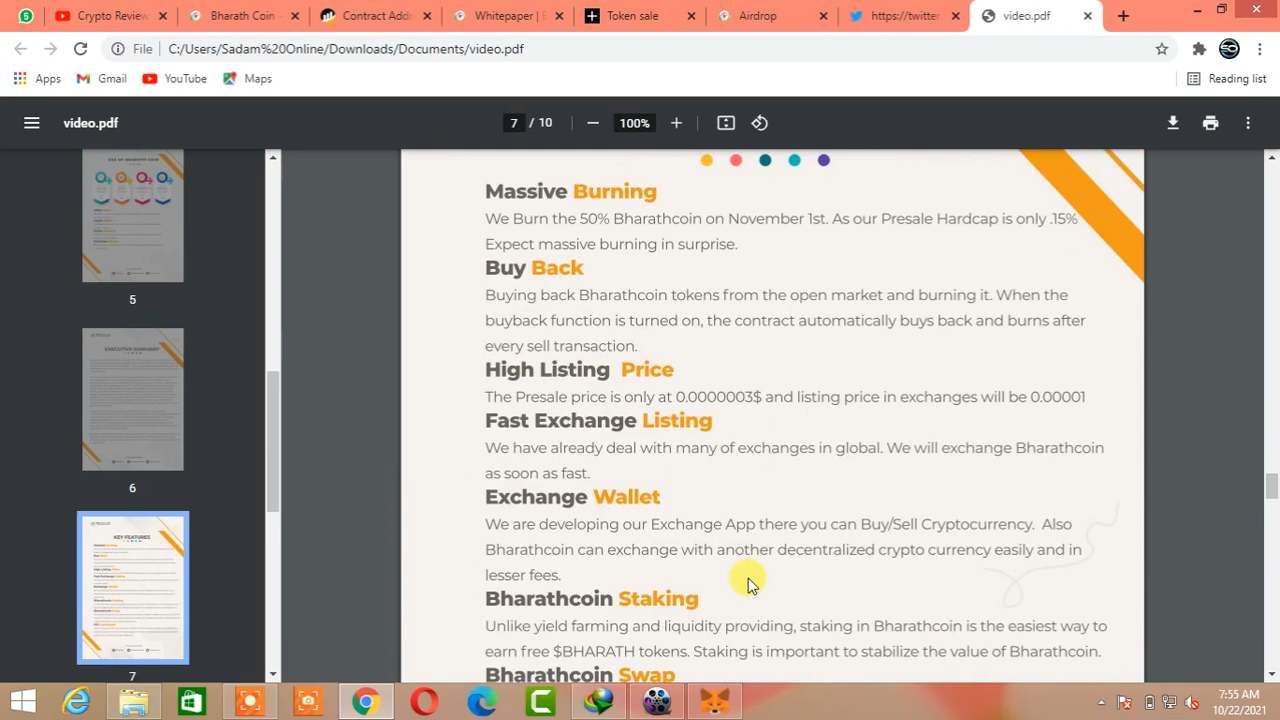 Crypto Review
Bharath Coin -
Contract Addr
Whitepaper | B
Token sale
Airdrop
https://twitter
video.pdf
File
C:/Users/Sadam%20Online/Downloads/Documents/video.pdf
Apps
Gmail
YouTube
Maps
Reading list
video.pdf
7 / 10
100%
Massive Burning
We Burn the 50% Bharathcoin on November 1st. As our Presale Hardcap is only .15%
Expect massive burning in surprise.
Buy Back
Buying back Bharathcoin tokens from the open market and burning it. When the
buyback function is turned on, the contract automatically buys back and burns after
every sell transaction.
High Listing Price
The Presale price is only at 0.0000003$ and listing price in exchanges will be 0.00001
Fast Exchange Listing
We have already deal with many of exchanges in global. We will exchange Bharathcoin
as soon as fast.
Exchange Wallet
We are developing our Exchange App there you can Buy/Sell Cryptocurrency. Also
Bharathcoin can exchange with another decentralized crypto currency easily and in
lesser fees.
Bharathcoin Staking
Unlike yield farming and liquidity providing, staking in Bharathcoin is the easiest way to
earn free $BHARATH tokens. Staking is important to stabilize the value of Bharathcoin.
Bharathcoin Swap
USE OF BHARATH COIN
5
EXECUTIVE SUMMARY
6
KEY FEATURES
7
7:55 AM
10/22/2021